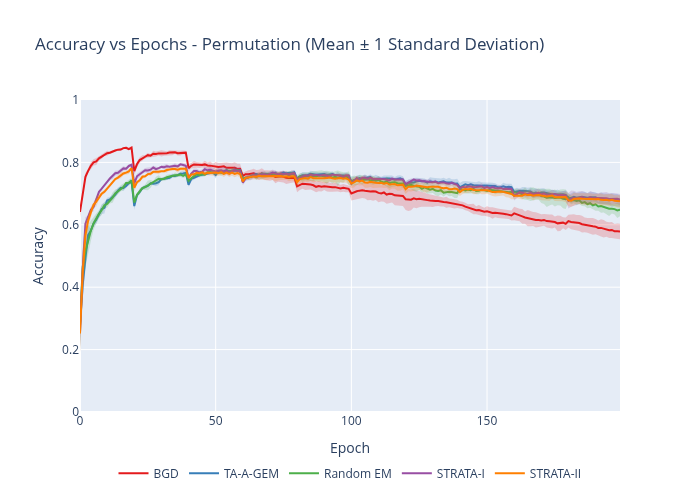 Accuracy vs Epochs - Permutation (Mean ± 1 Standard Deviation)
1
0.8
0.6
0.4
0.2
0
Accuracy
0 50 100 150
Epoch
BGD TA-A-GEM Random EM STRATA-I STRATA-II